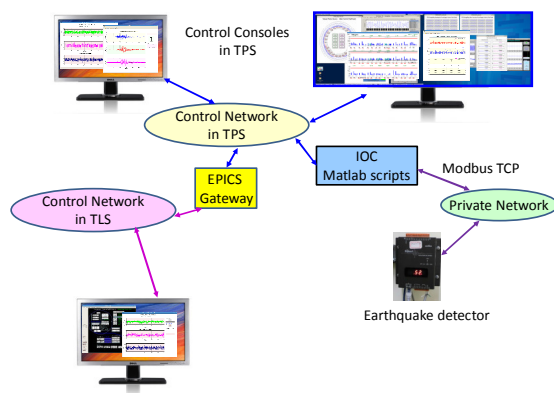 Control Consoles
in TPS
Control Network
in TPS
EPICS
Gateway
IOC
Matlab scripts
Modbus TCP
Private Network
Control Network
in TLS
Earthquake detector